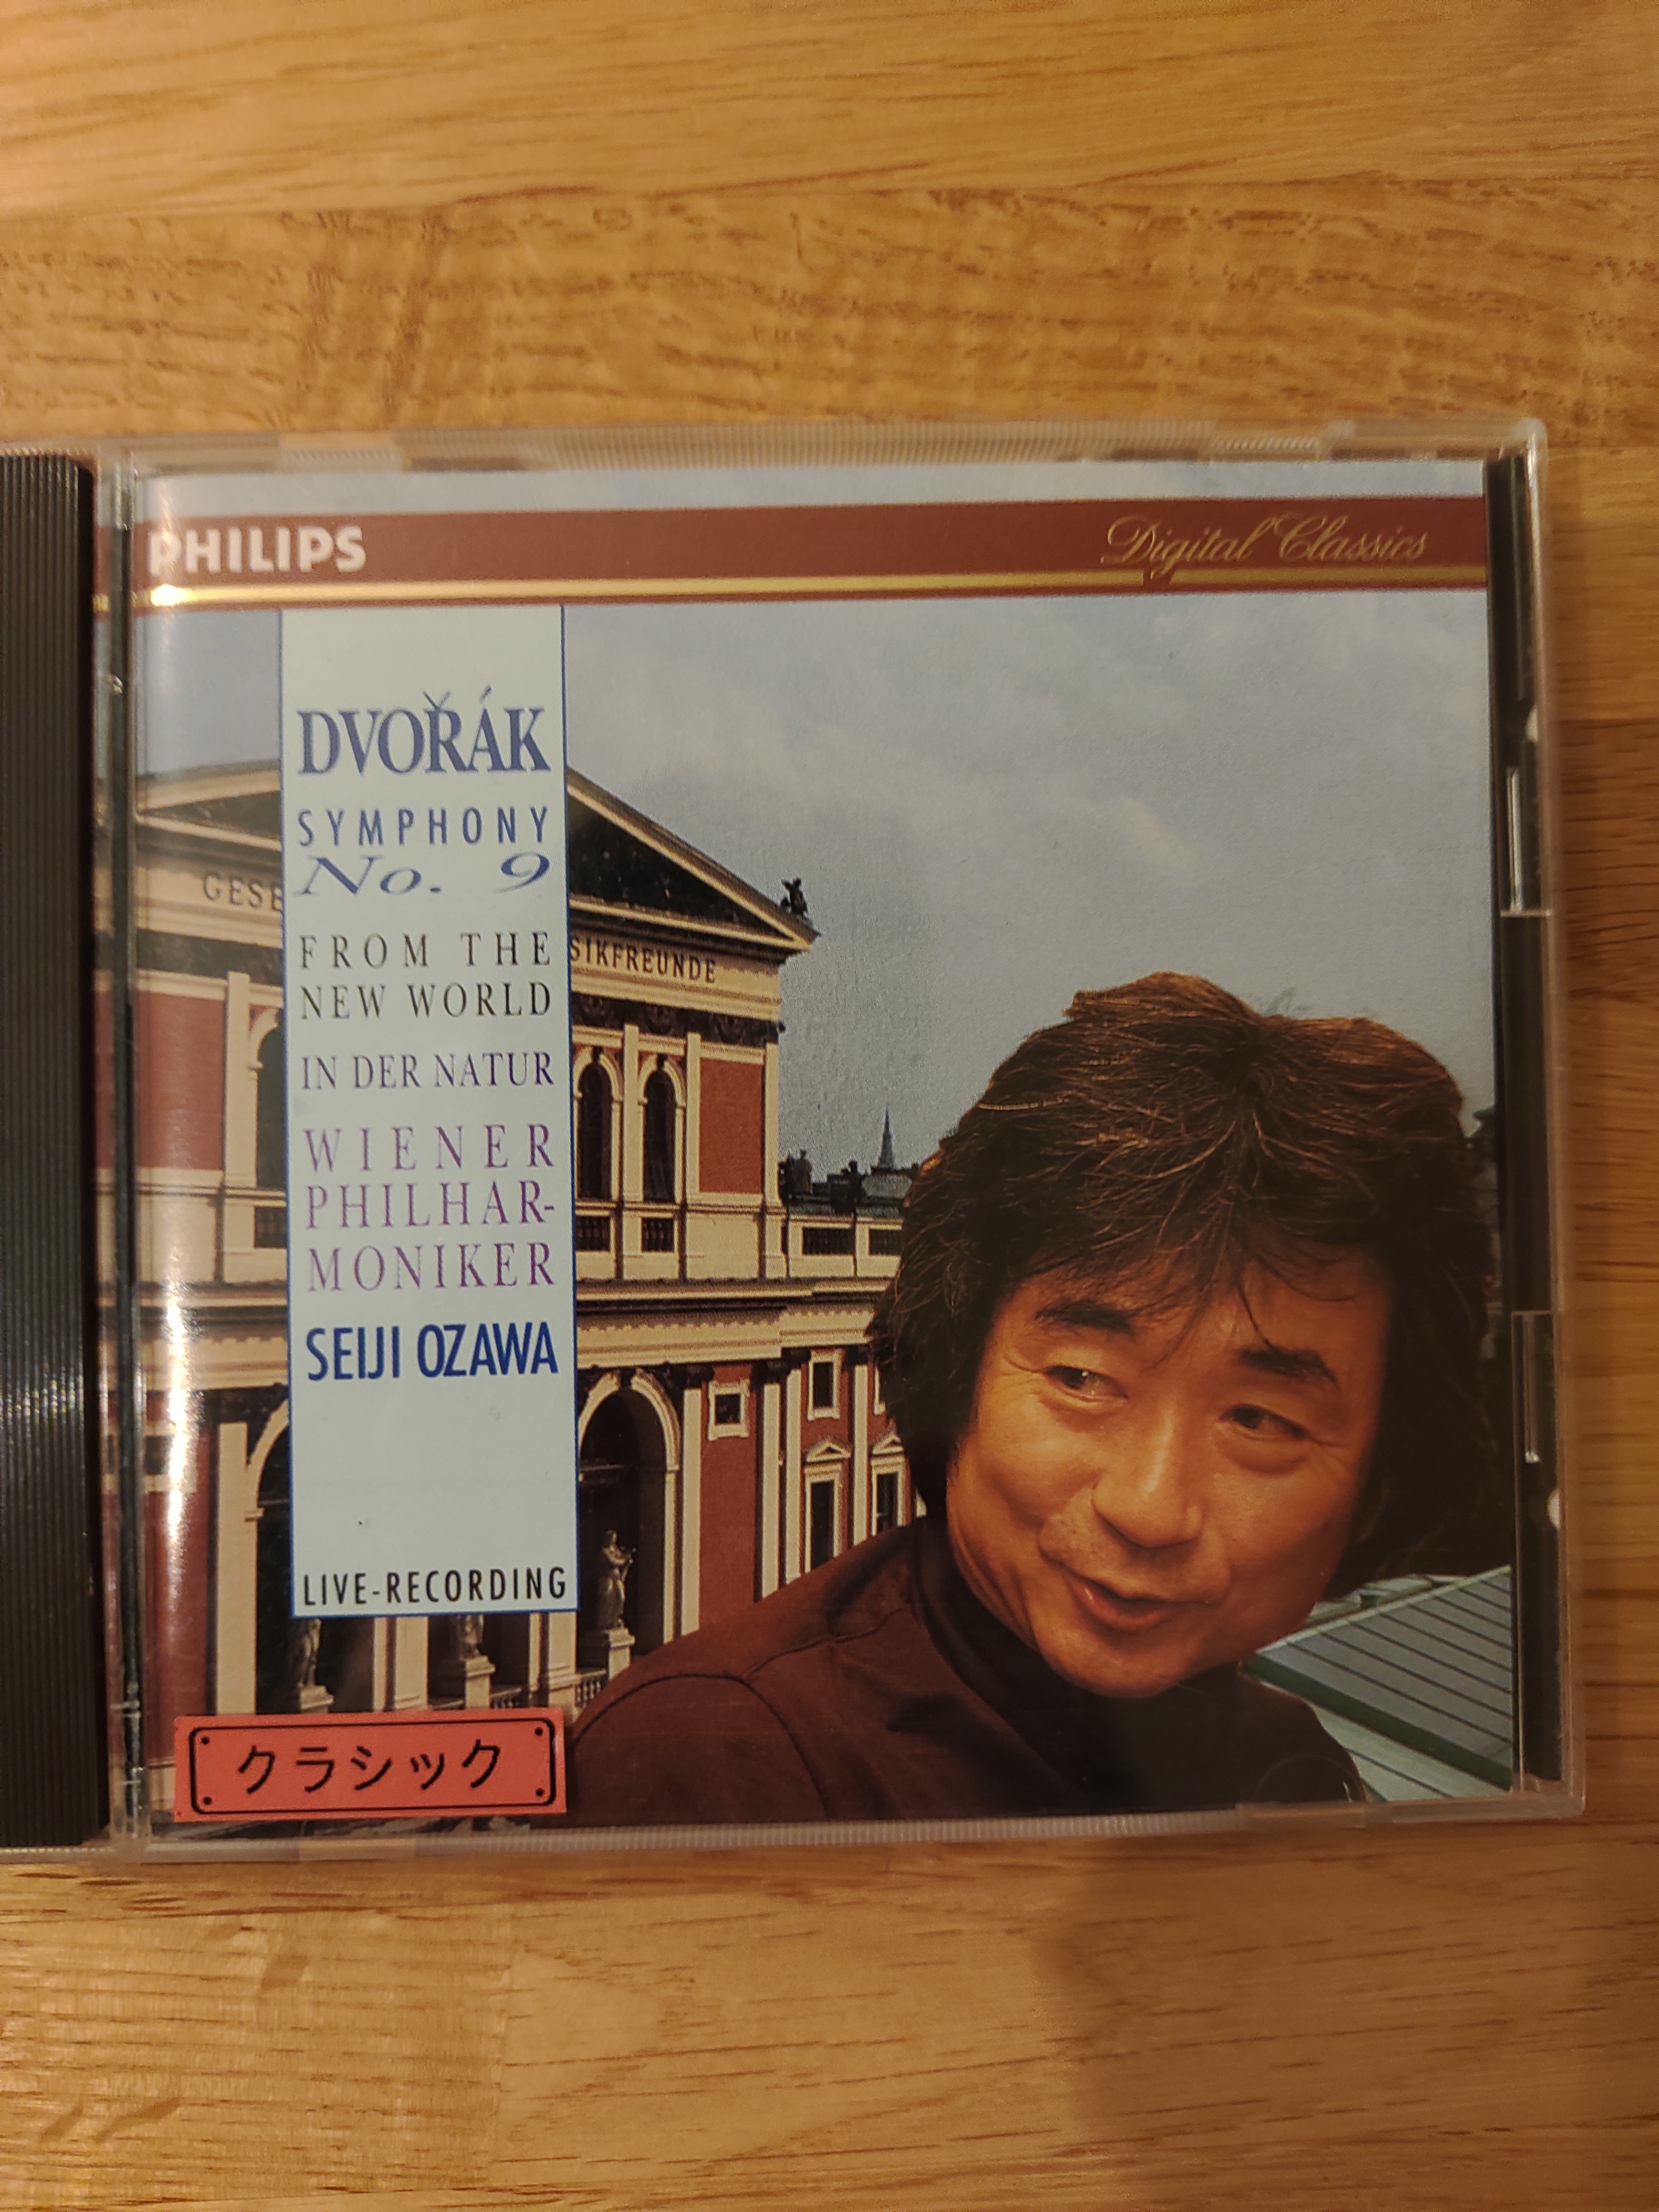 PHILIPS
Digital Classics
DVOŘÁK
SYMPHONY
No. 9
FROM THE
NEW WORLD
IN DER NATUR
WIENER
PHILHAR-
MONIKER
SEIJI OZAWA
LIVE-RECORDING
GESE
SIKFREUNDE
クラシック